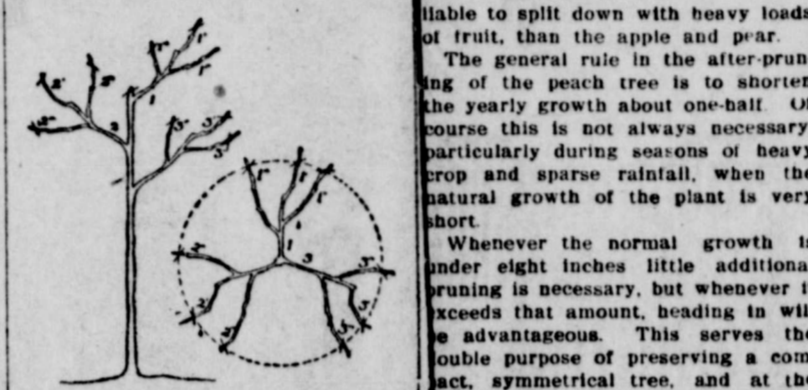 liable to split down with heavy loads
of fruit, than the apple and pear.
The general rule in the after-prun
ing of the peach tree is to shorten
the yearly growth about one-half. Of
course this is not always necessary,
particularly during seasons of heavy
crop and sparse rainfall, when the
natural growth of the plant is very
short.
Whenever the normal growth is
under eight inches little additional
pruning is necessary, but whenever it
exceeds that amount, heading in will
be advantageous. This serves the
double purpose of preserving a com
pact, symmetrical tree, and at the